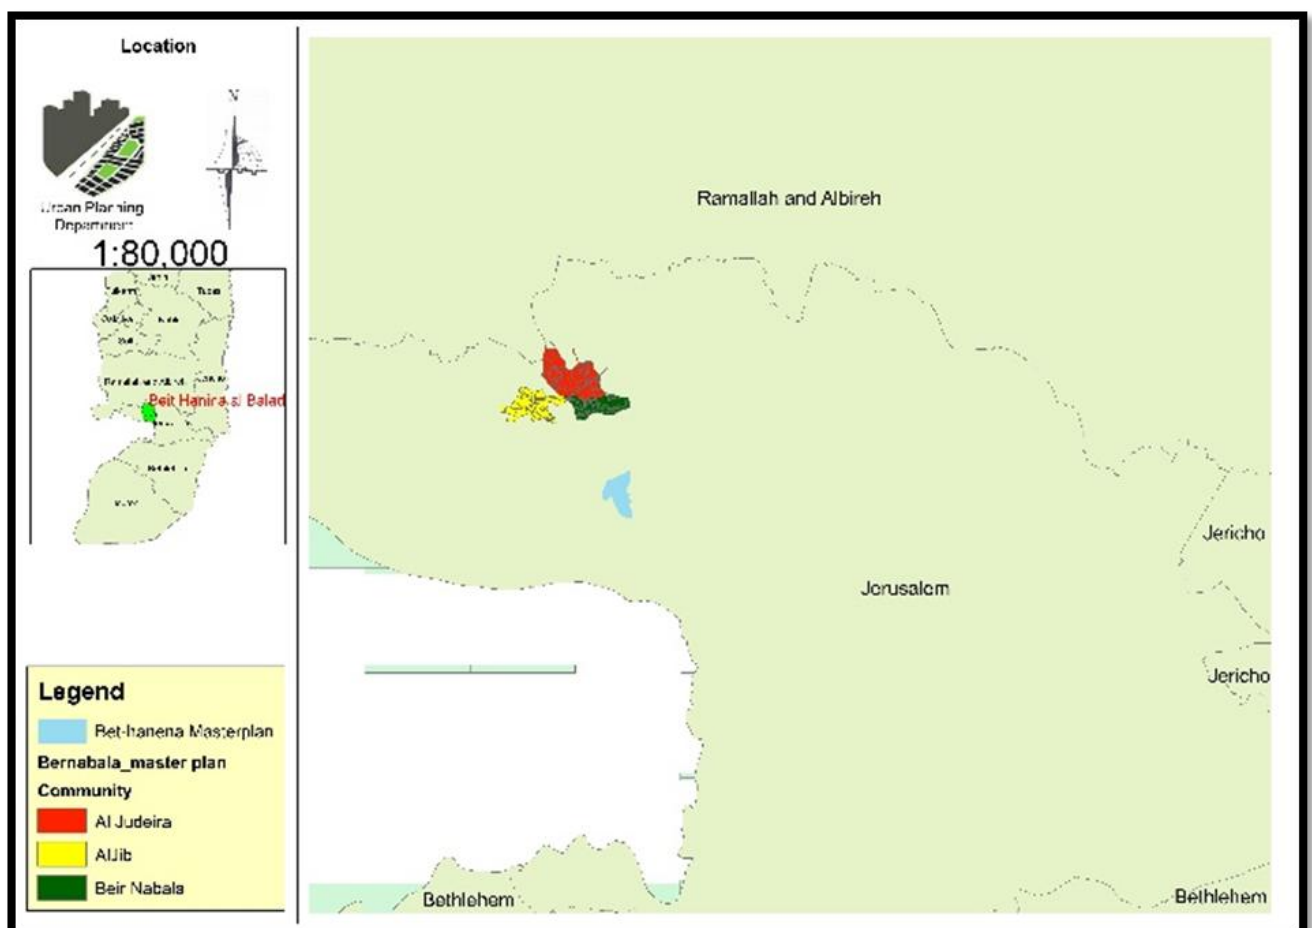 Location
N
Urban Planning
Department
1:80,000
Beit Hanina al Balad
Legend
Bet-hanena Masterplan
Bernabala_master plan
Community
Al Judeira
AlJib
Beir Nabala
Ramallah and Albireh
Jericho
Jerusalem
Jericho
Bethlehem
Bethlehem